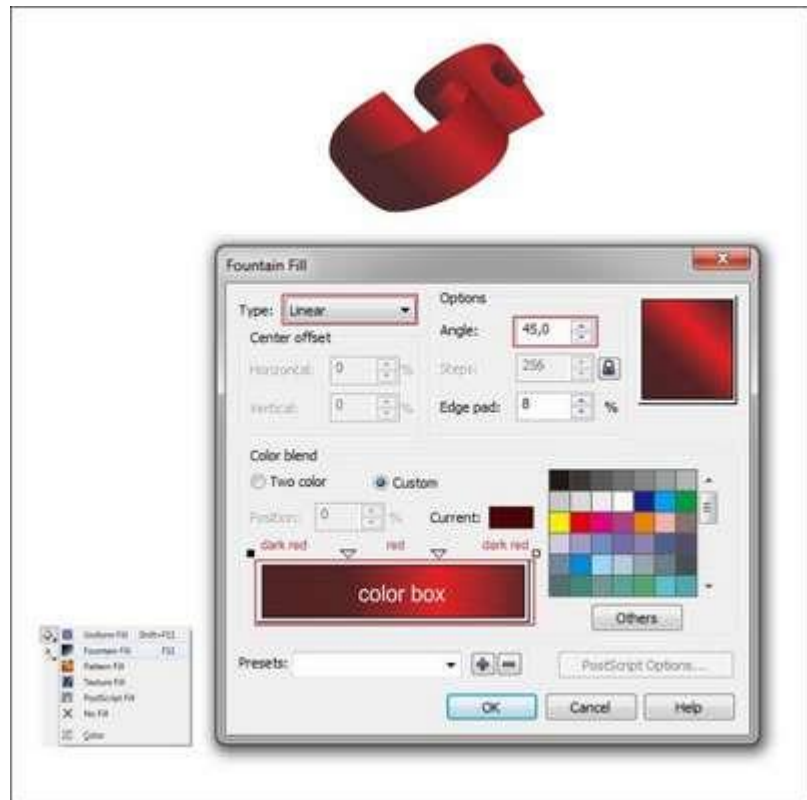 Fountain Fill
Type: Linear
Options
Center offset
Angle: 45,0
Horizontal: 0 %
Steps: 256
Vertical: 0 %
Edge pad: 8 %
Color blend
Two color Custom
Position: 0 %
Current:
dark red red dark red
color box
Others
Presets:
PostScript Options...
OK Cancel Help
Uniform Fill Shift+F11
Fountain Fill F11
Pattern Fill
Texture Fill
PostScript Fill
No Fill
Color